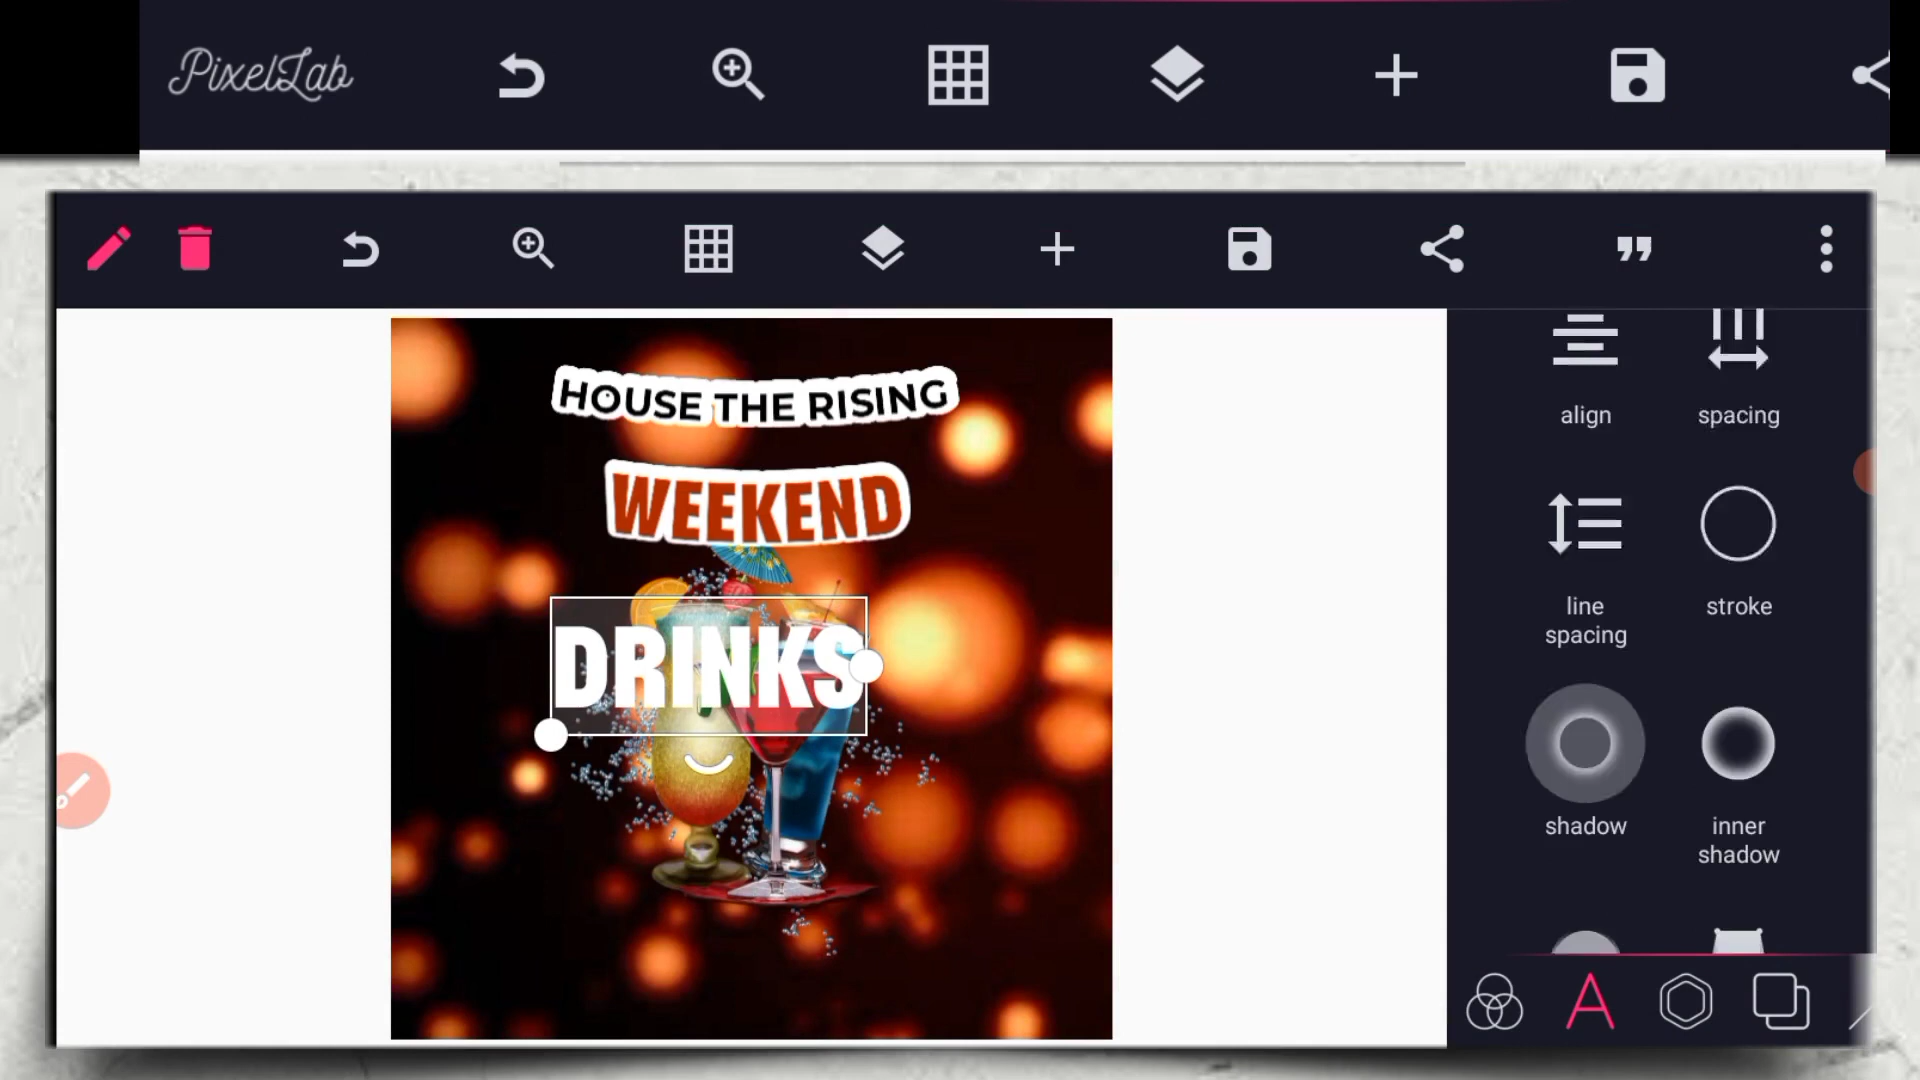 PixelLab
HOUSE THE RISING
WEEKEND
DRINKS
align
spacing
line
spacing
stroke
shadow
inner
shadow